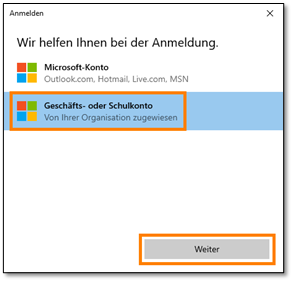 Anmelden
Wir helfen Ihnen bei der Anmeldung.
Microsoft-Konto
Outlook.com, Hotmail, Live.com, MSN
Geschäfts- oder Schulkonto
Von Ihrer Organisation zugewiesen
Weiter